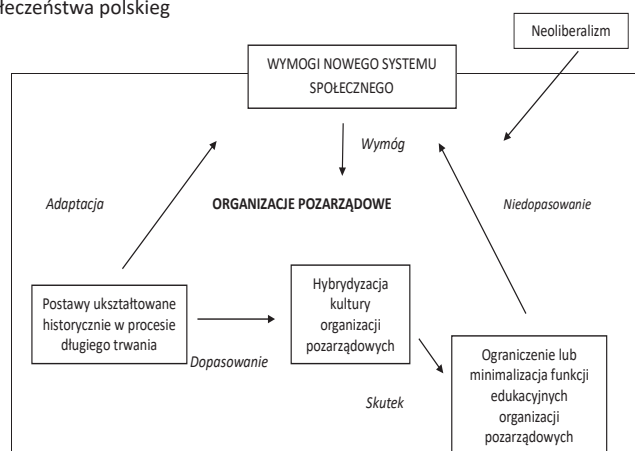 łeczeństwa polskieg
Neoliberalizm
WYMOGI NOWEGO SYSTEMU
SPOŁECZNEGO
Wymóg
Adaptacja
ORGANIZACJE POZARZĄDOWE
Niedopasowanie
Postawy ukształtowane
historycznie w procesie
długiego trwania
Hybrydyzacja
kultury
organizacji
pozarządowych
Dopasowanie
Ograniczenie lub
minimalizacja funkcji
edukacyjnych
organizacji
pozarządowych
Skutek